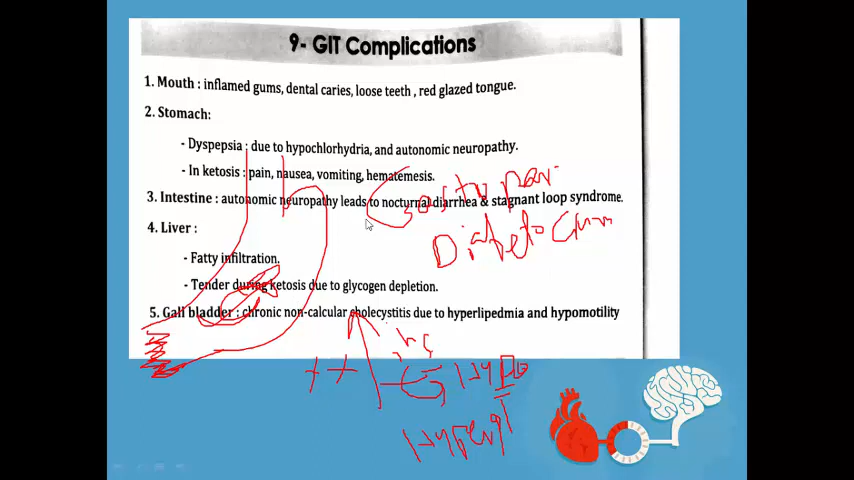 9- GIT Complications
1. Mouth : inflamed gums, dental caries, loose teeth , red glazed tongue.
2. Stomach:
- Dyspepsia : due to hypochlorhydria, and autonomic neuropathy.
- In ketosis : pain, nausea, vomiting, hematemesis.
3. Intestine : autonomic neuropathy leads to nocturnal diarrhea & stagnant loop syndrome.
4. Liver :
- Fatty infiltration.
- Tender during ketosis due to glycogen depletion.
5. Gall bladder : chronic non-calcular cholecystitis due to hyperlipedmia and hypomotility
Gastro par